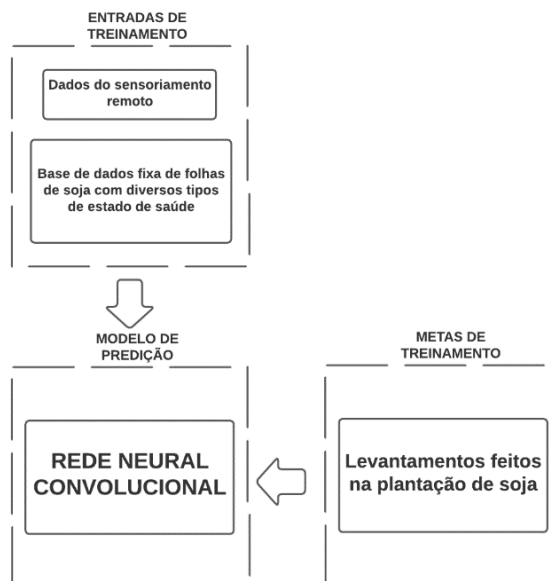 ENTRADAS DE
TREINAMENTO
Dados do sensoriamento
remoto
Base de dados fixa de folhas
de soja com diversos tipos
de estado de saúde
MODELO DE
PREDIÇÃO
REDE NEURAL
CONVOLUCIONAL
METAS DE
TREINAMENTO
Levantamentos feitos
na plantação de soja